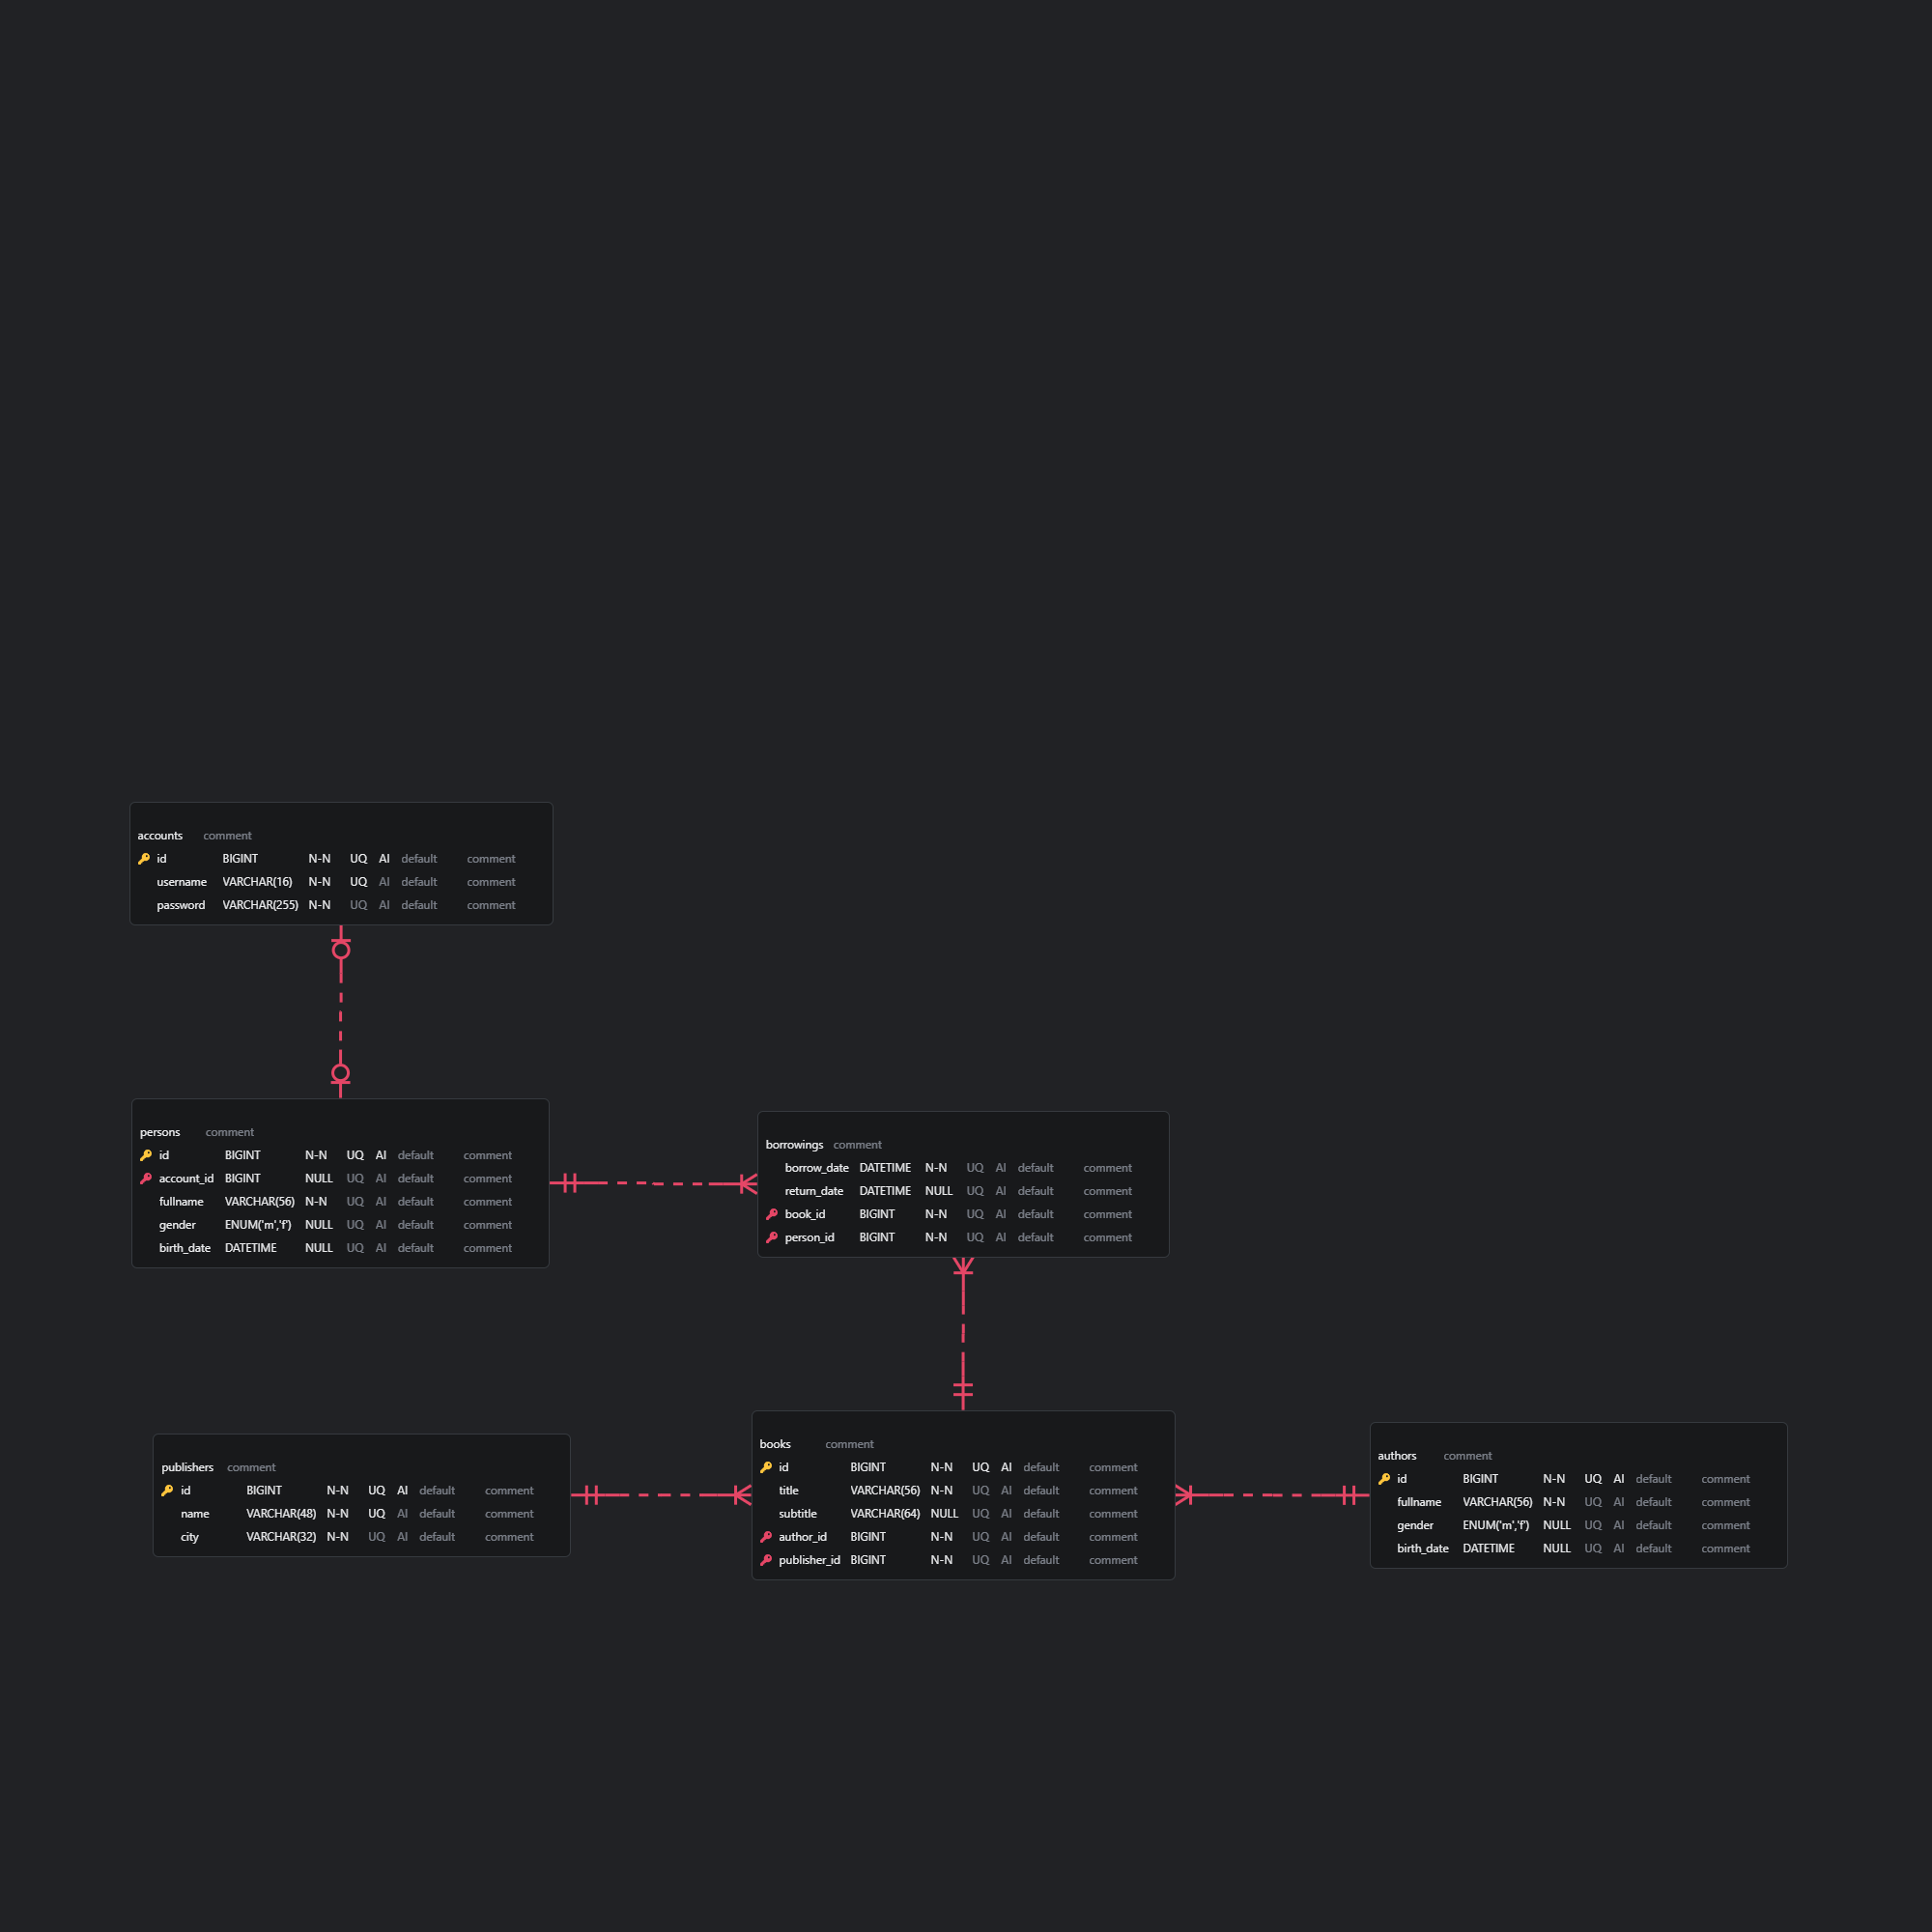 accounts comment
id BIGINT N-N UQ AI default comment
username VARCHAR(16) N-N UQ AI default comment
password VARCHAR(255) N-N UQ AI default comment
persons comment
id BIGINT N-N UQ AI default comment
account_id BIGINT NULL UQ AI default comment
fullname VARCHAR(56) N-N UQ AI default comment
gender ENUM('m','f') NULL UQ AI default comment
birth_date DATETIME NULL UQ AI default comment
borrowings comment
borrow_date DATETIME N-N UQ AI default comment
return_date DATETIME NULL UQ AI default comment
book_id BIGINT N-N UQ AI default comment
person_id BIGINT N-N UQ AI default comment
publishers comment
id BIGINT N-N UQ AI default comment
name VARCHAR(48) N-N UQ AI default comment
city VARCHAR(32) N-N UQ AI default comment
books comment
id BIGINT N-N UQ AI default comment
title VARCHAR(56) N-N UQ AI default comment
subtitle VARCHAR(64) NULL UQ AI default comment
author_id BIGINT N-N UQ AI default comment
publisher_id BIGINT N-N UQ AI default comment
authors comment
id BIGINT N-N UQ AI default comment
fullname VARCHAR(56) N-N UQ AI default comment
gender ENUM('m','f') NULL UQ AI default comment
birth_date DATETIME NULL UQ AI default comment